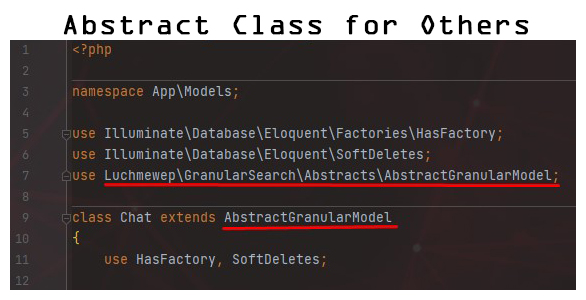 Abstract Class for Others
1 <?php
2
3 namespace App\Models;
4
5 use Illuminate\Database\Eloquent\Factories\HasFactory;
6 use Illuminate\Database\Eloquent\SoftDeletes;
7 use Luchmewep\GranularSearch\Abstracts\AbstractGranularModel;
8
9 class Chat extends AbstractGranularModel
10 {
11 use HasFactory, SoftDeletes;
12